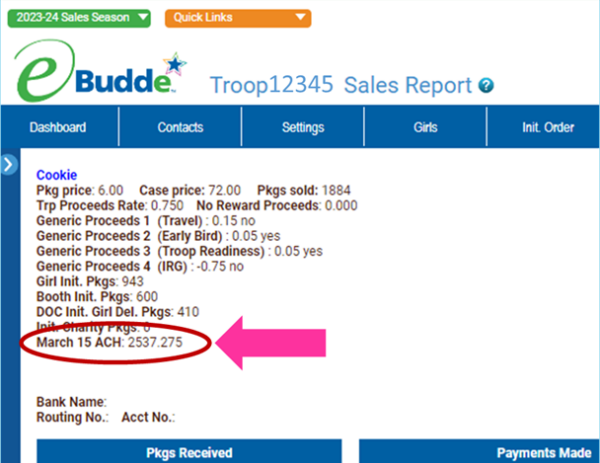 2023-24 Sales Season Quick Links
eBudde Troop12345 Sales Report ?
Dashboard Contacts Settings Girls Init. Order
Cookie
Pkg price: 6.00 Case price: 72.00 Pkgs sold: 1884
Trp Proceeds Rate: 0.750 No Reward Proceeds: 0.000
Generic Proceeds 1 (Travel) : 0.15 no
Generic Proceeds 2 (Early Bird) : 0.05 yes
Generic Proceeds 3 (Troop Readiness) : 0.05 yes
Generic Proceeds 4 (IRG) : -0.75 no
Girl Init. Pkgs: 943
Booth Init. Pkgs: 600
DOC Init. Girl Del. Pkgs: 410
Init. Charity Pkgs: 0
March 15 ACH: 2537.275
Bank Name:
Routing No.: Acct No.:
Pkgs Received Payments Made